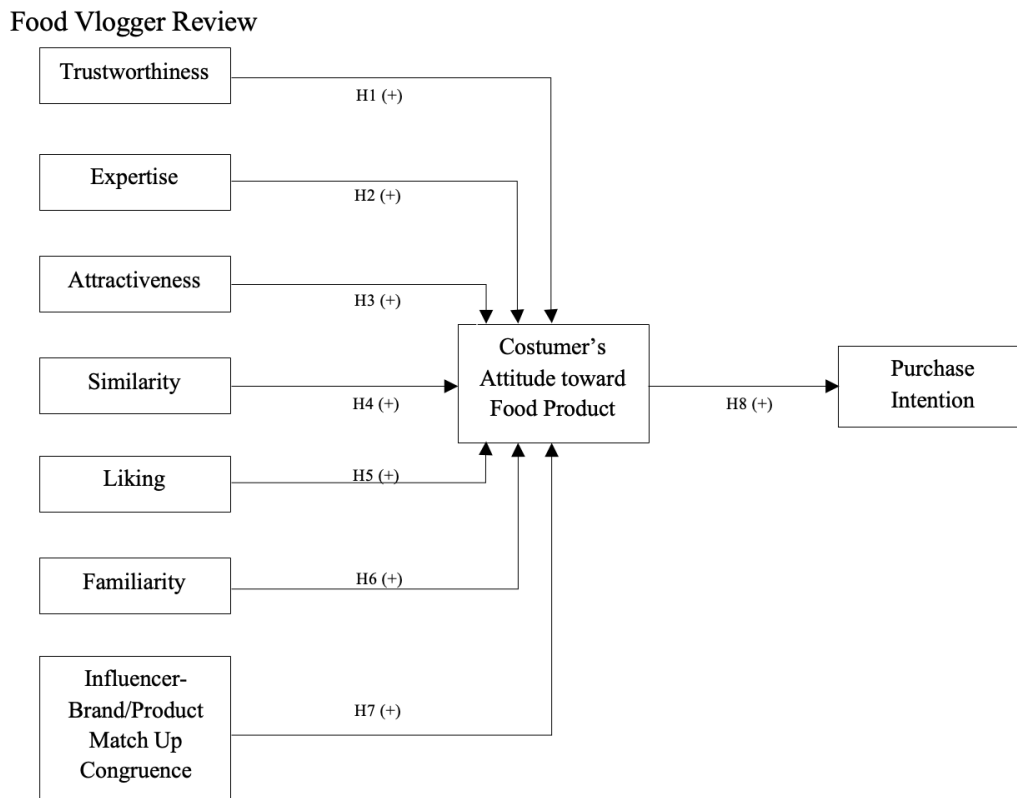 Food Vlogger Review
Trustworthiness
H1 (+)
Expertise
H2 (+)
Attractiveness
H3 (+)
Similarity
H4 (+)
Costumer’s
Attitude toward
Food Product
H8 (+)
Purchase
Intention
Liking
H5 (+)
Familiarity
H6 (+)
Influencer-
Brand/Product
Match Up
Congruence
H7 (+)